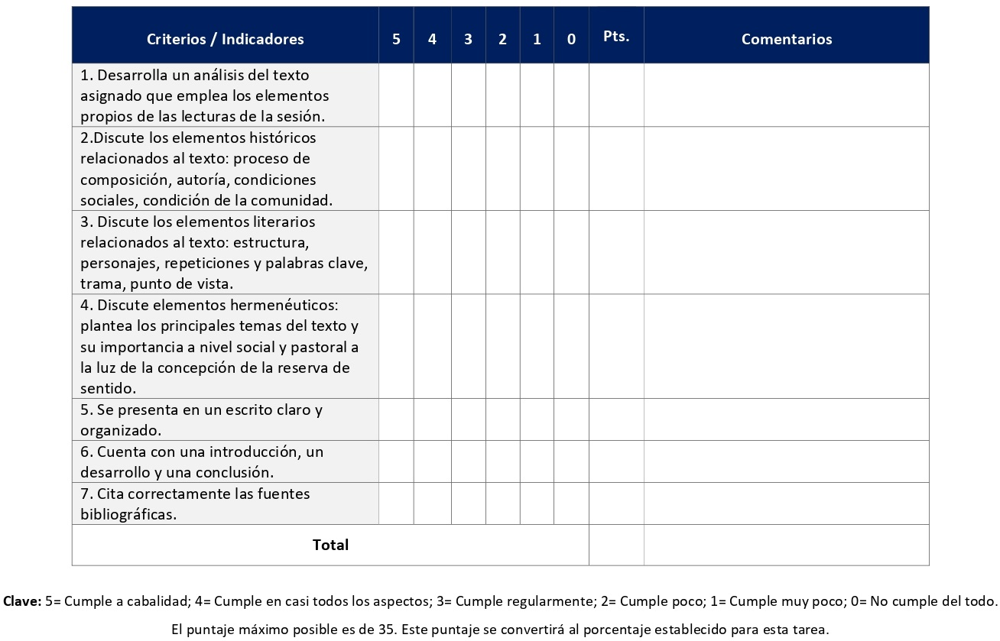 Criterios / Indicadores 5 4 3 2 1 0 Pts. Comentarios
1. Desarrolla un análisis del texto
asignado que emplea los elementos
propios de las lecturas de la sesión.
2.Discute los elementos históricos
relacionados al texto: proceso de
composición, autoría, condiciones
sociales, condición de la comunidad.
3. Discute los elementos literarios
relacionados al texto: estructura,
personajes, repeticiones y palabras clave,
trama, punto de vista.
4. Discute elementos hermenéuticos:
plantea los principales temas del texto y
su importancia a nivel social y pastoral a
la luz de la concepción de la reserva de
sentido.
5. Se presenta en un escrito claro y
organizado.
6. Cuenta con una introducción, un
desarrollo y una conclusión.
7. Cita correctamente las fuentes
bibliográficas.
Total
Clave: 5= Cumple a cabalidad; 4= Cumple en casi todos los aspectos; 3= Cumple regularmente; 2= Cumple poco; 1= Cumple muy poco; 0= No cumple del todo.
El puntaje máximo posible es de 35. Este puntaje se convertirá al porcentaje establecido para esta tarea.